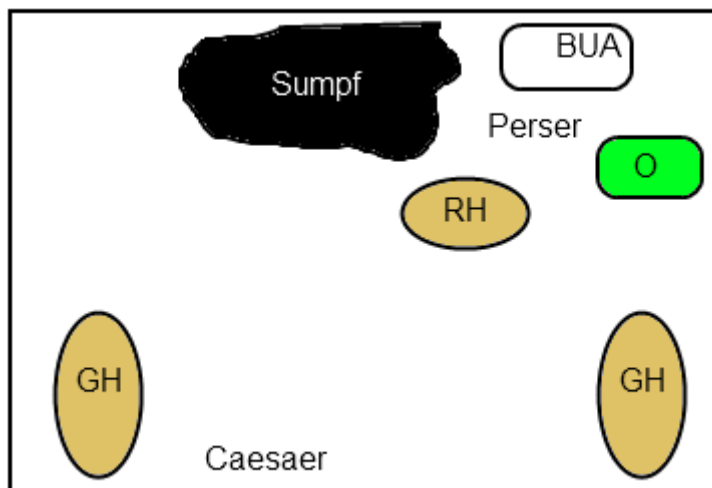 BUA
Sumpf
Perser
O
RH
GH
GH
Caesaer